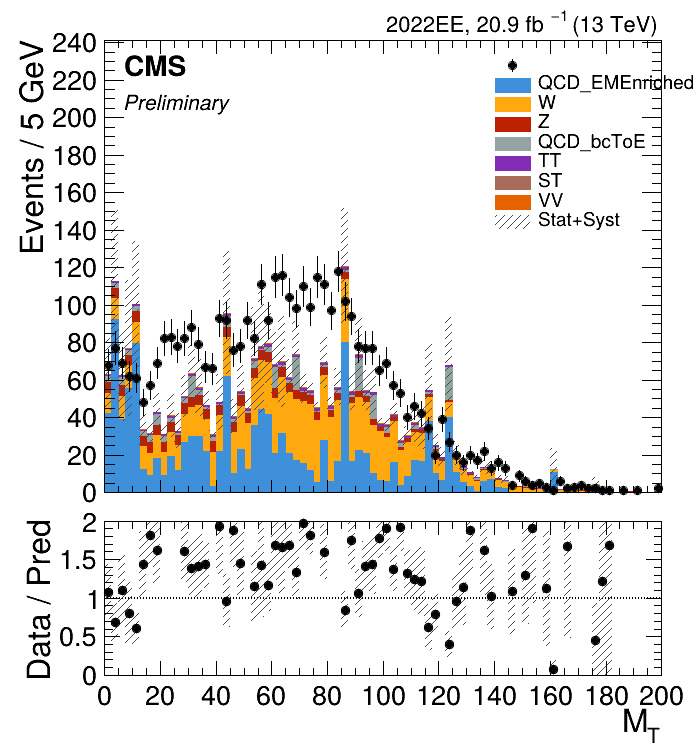 2022EE, 20.9 fb⁻¹ (13 TeV)
CMS
Preliminary
QCD_EMEnriched
W
Z
QCD_bcToE
TT
ST
VV
Stat+Syst
Events / 5 GeV
240
220
200
180
160
140
120
100
80
60
40
20
0
Data / Pred
2
1.5
1
0.5
0
0 20 40 60 80 100 120 140 160 180 200
M_T